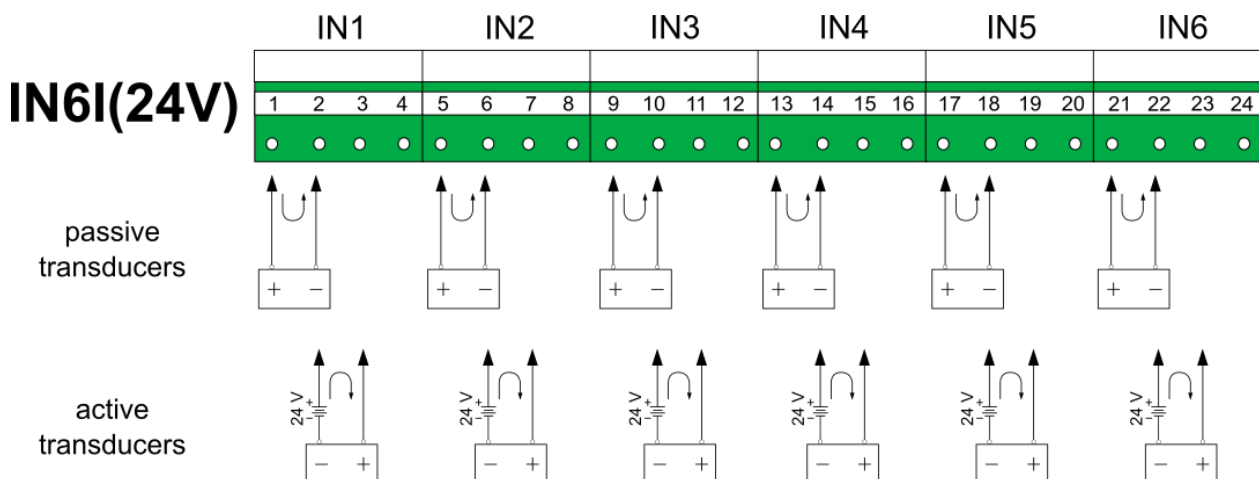 IN1 IN2 IN3 IN4 IN5 IN6
IN6I(24V)
1 2 3 4 5 6 7 8 9 10 11 12 13 14 15 16 17 18 19 20 21 22 23 24
passive
transducers
+ − + − + − + − + − + −
24 V + − 24 V + − 24 V + − 24 V + − 24 V + − 24 V + −
active
transducers
− + − + − + − + − + − +